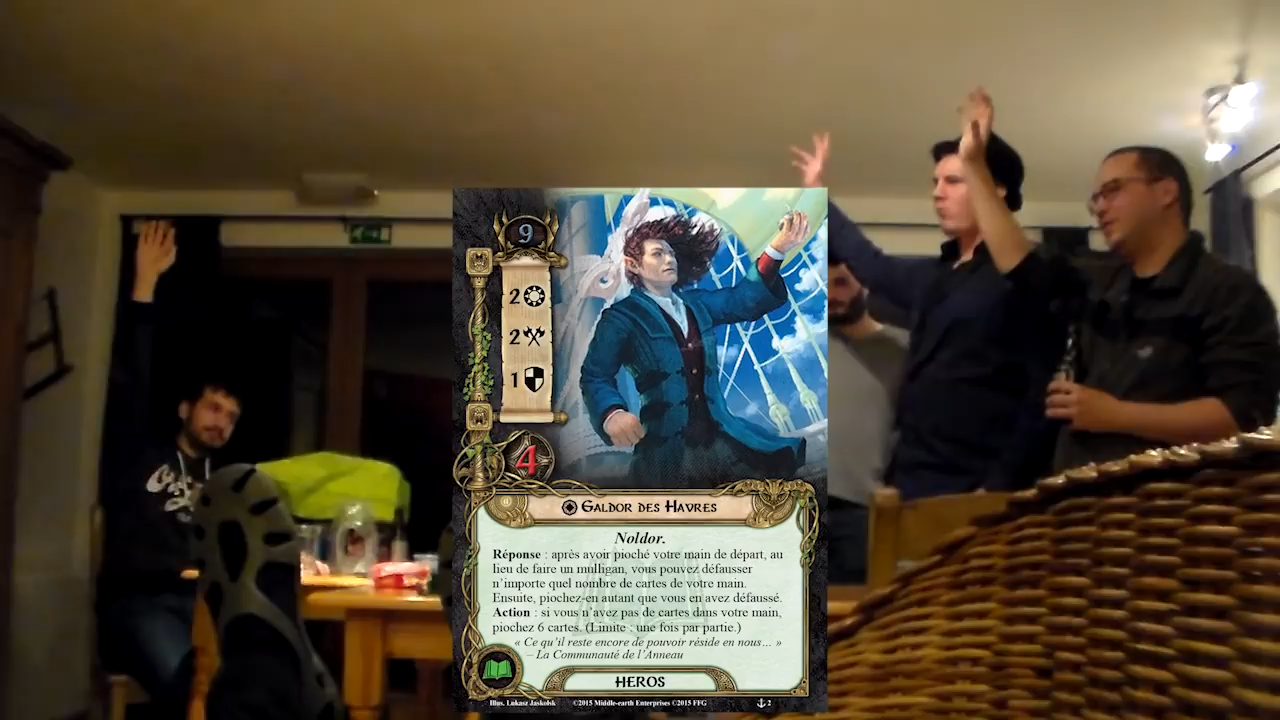 9
2
2
1
4
GALDOR DES HAVRES
Noldor.
Réponse : après avoir pioché votre main de départ, au
lieu de faire un mulligan, vous pouvez défausser
n'importe quel nombre de cartes de votre main.
Ensuite, piochez-en autant que vous en avez défaussé.
Action : si vous n'avez pas de cartes dans votre main,
piochez 6 cartes. (Limite : une fois par partie.)
« Ce qu'il reste encore de pouvoir réside en nous… »
– La Communauté de l'Anneau
HEROS
Illus. Lukasz Jaskolsk ©2015 Middle-earth Enterprises ©2015 FFG 2